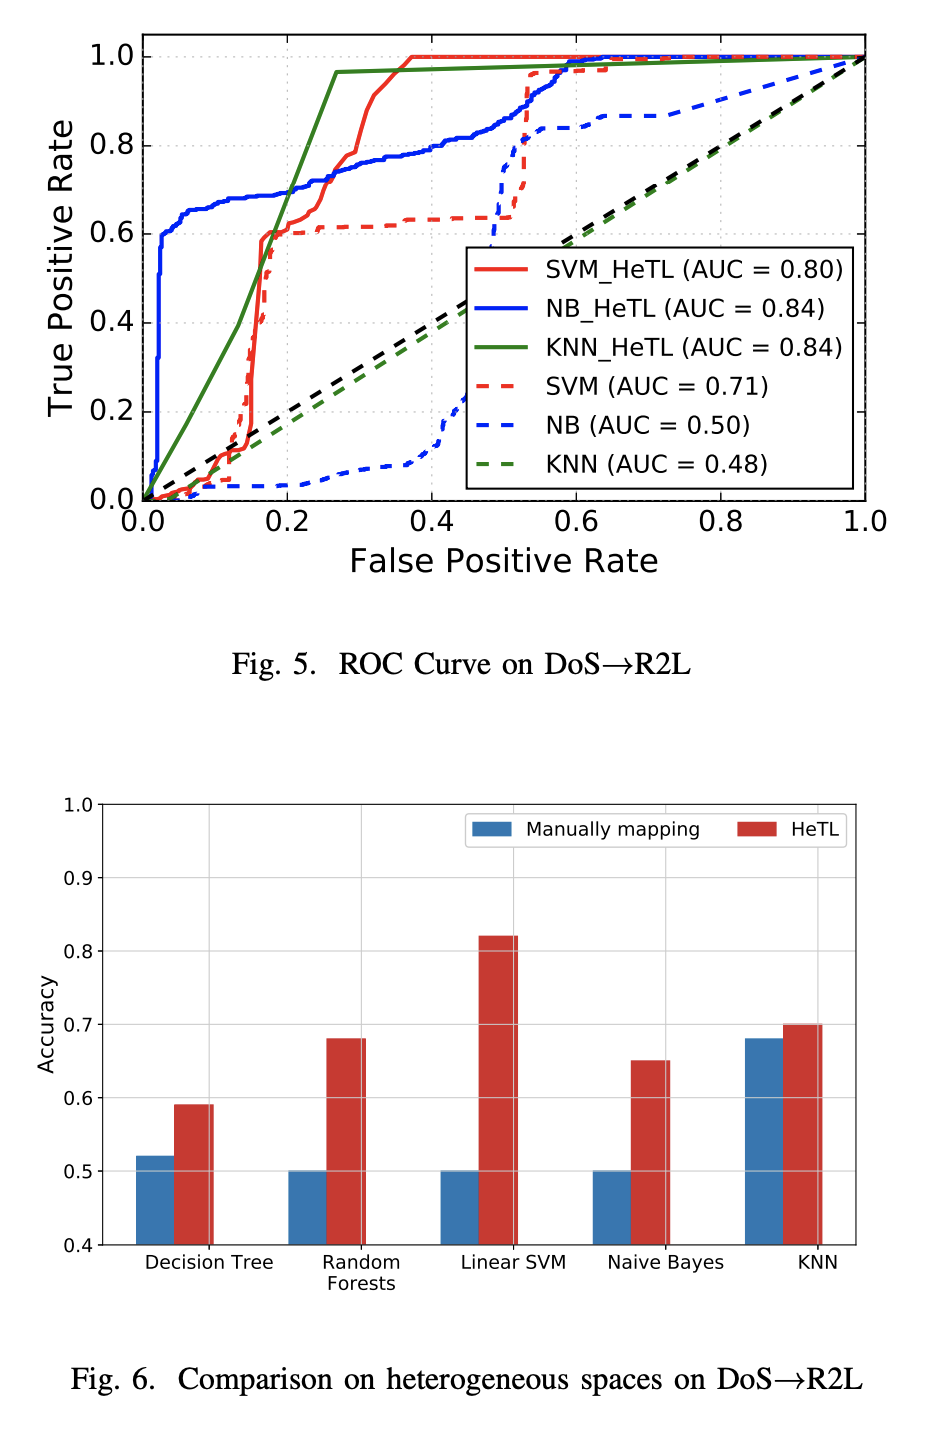 1.0
0.8
0.6
0.4
0.2
0.0
True Positive Rate
SVM_HeTL (AUC = 0.80)
NB_HeTL (AUC = 0.84)
KNN_HeTL (AUC = 0.84)
SVM (AUC = 0.71)
NB (AUC = 0.50)
KNN (AUC = 0.48)
0.0 0.2 0.4 0.6 0.8 1.0
False Positive Rate
Fig. 5. ROC Curve on DoS→R2L
1.0
0.9
0.8
0.7
0.6
0.5
0.4
Accuracy
Manually mapping HeTL
Decision Tree Random Linear SVM Naive Bayes KNN
Forests
Fig. 6. Comparison on heterogeneous spaces on DoS→R2L